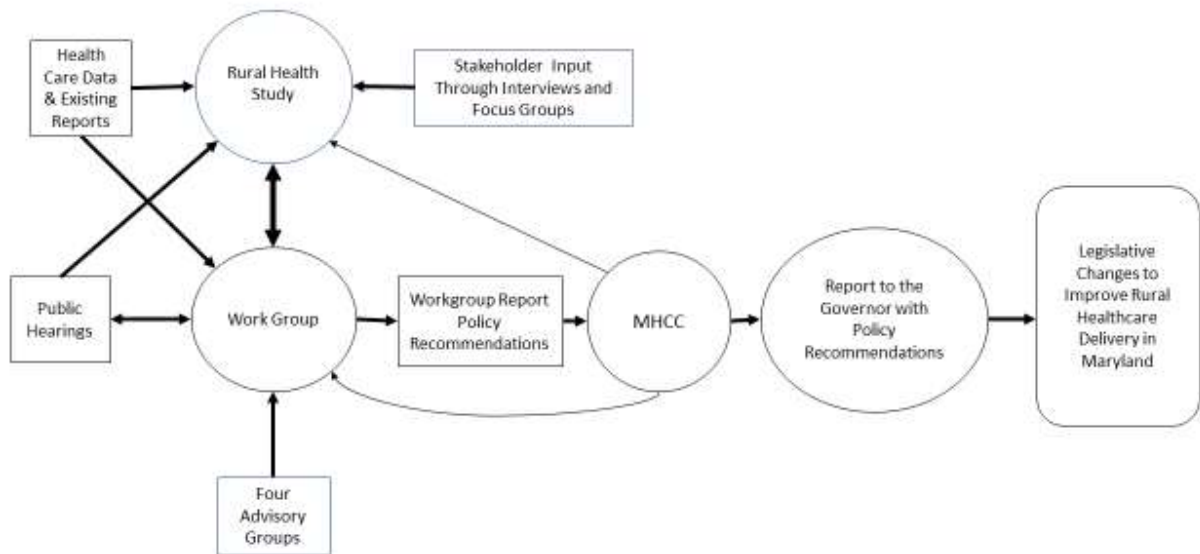 Health
Care Data
& Existing
Reports
Rural Health
Study
Stakeholder Input
Through Interviews and
Focus Groups
Public
Hearings
Work Group
Workgroup Report
Policy
Recommendations
MHCC
Report to the
Governor with
Policy
Recommendations
Legislative
Changes to
Improve Rural
Healthcare
Delivery in
Maryland
Four
Advisory
Groups